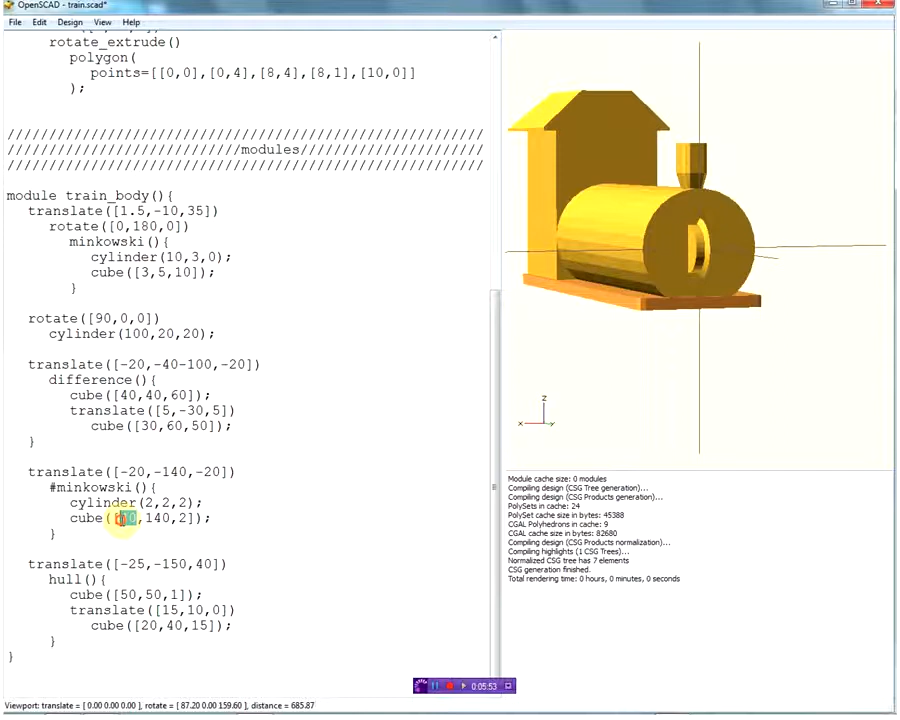 OpenSCAD - train.scad*
File Edit Design View Help
rotate_extrude()
polygon(
points=[[0,0],[0,4],[8,4],[8,1],[10,0]]
);
/////////////////////////////////////////////////////////
////////////////////////////modules//////////////////////
/////////////////////////////////////////////////////////
module train_body(){
translate([1.5,-10,35])
rotate([0,180,0])
minkowski(){
cylinder(10,3,0);
cube([3,5,10]);
}
rotate([90,0,0])
cylinder(100,20,20);
translate([-20,-40-100,-20])
difference(){
cube([40,40,60]);
translate([5,-30,5])
cube([30,60,50]);
}
translate([-20,-140,-20])
#minkowski(){
cylinder(2,2,2);
cube([ 0,140,2]);
}
translate([-25,-150,40])
hull(){
cube([50,50,1]);
translate([15,10,0])
cube([20,40,15]);
}
}
z
x
y
Module cache size: 0 modules
Compiling design (CSG Tree generation)...
Compiling design (CSG Products generation)...
PolySets in cache: 24
PolySet cache size in bytes: 45388
CGAL Polyhedrons in cache: 9
CGAL cache size in bytes: 82680
Compiling design (CSG Products normalization)...
Compiling highlights (1 CSG Trees)...
Normalized CSG tree has 7 elements
CSG generation finished.
Total rendering time: 0 hours, 0 minutes, 0 seconds
0:05:53
Viewport: translate = [ 0.00 0.00 0.00 ], rotate = [ 87.20 0.00 159.60 ], distance = 685.87